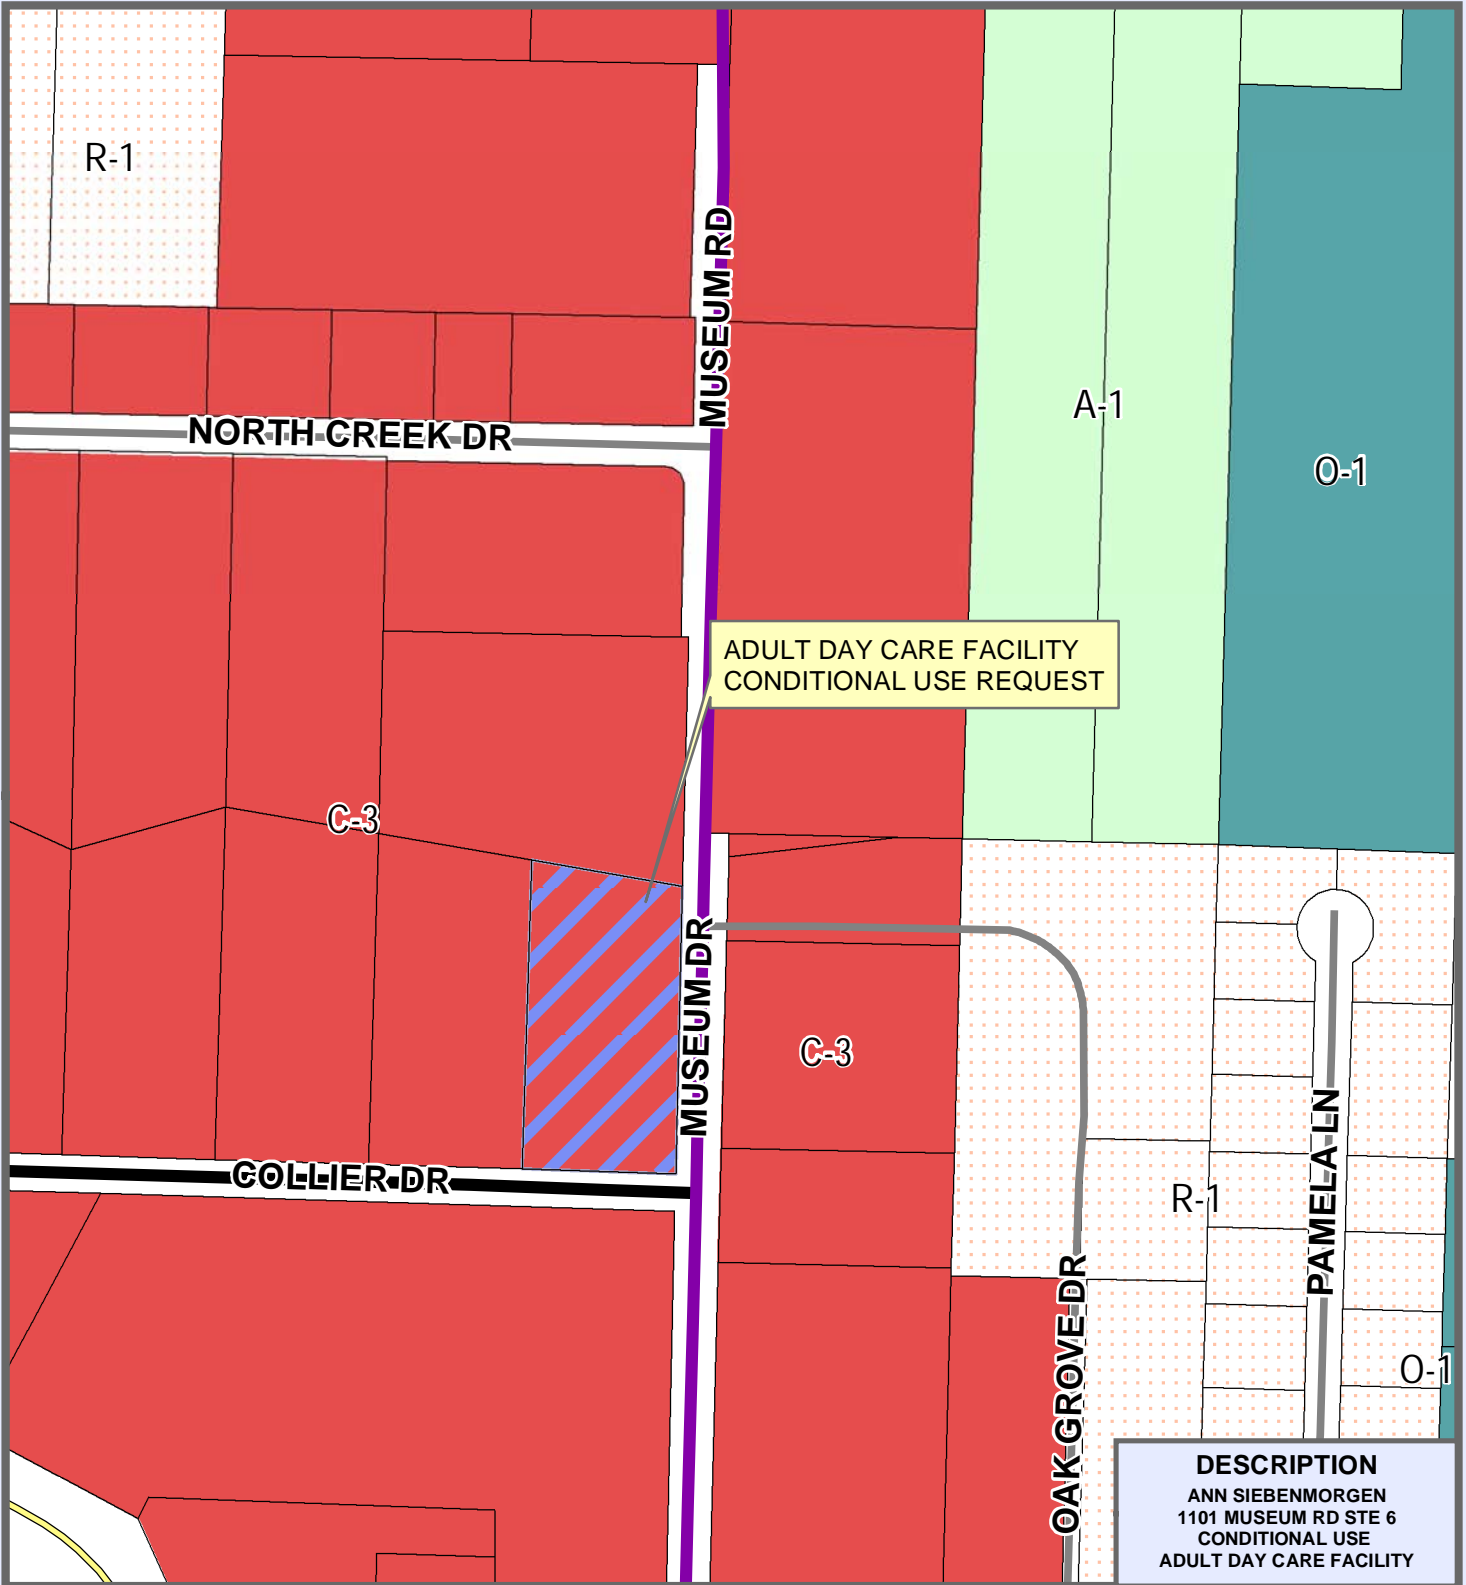 R-1
MUSEUM RD
A-1
NORTH CREEK DR
O-1
ADULT DAY CARE FACILITY
CONDITIONAL USE REQUEST
C-3
MUSEUM DR
C-3
COLLIER DR
R-1
PAMELA LN
OAK GROVE DR
O-1
DESCRIPTION
ANN SIEBENMORGEN
1101 MUSEUM RD STE 6
CONDITIONAL USE
ADULT DAY CARE FACILITY